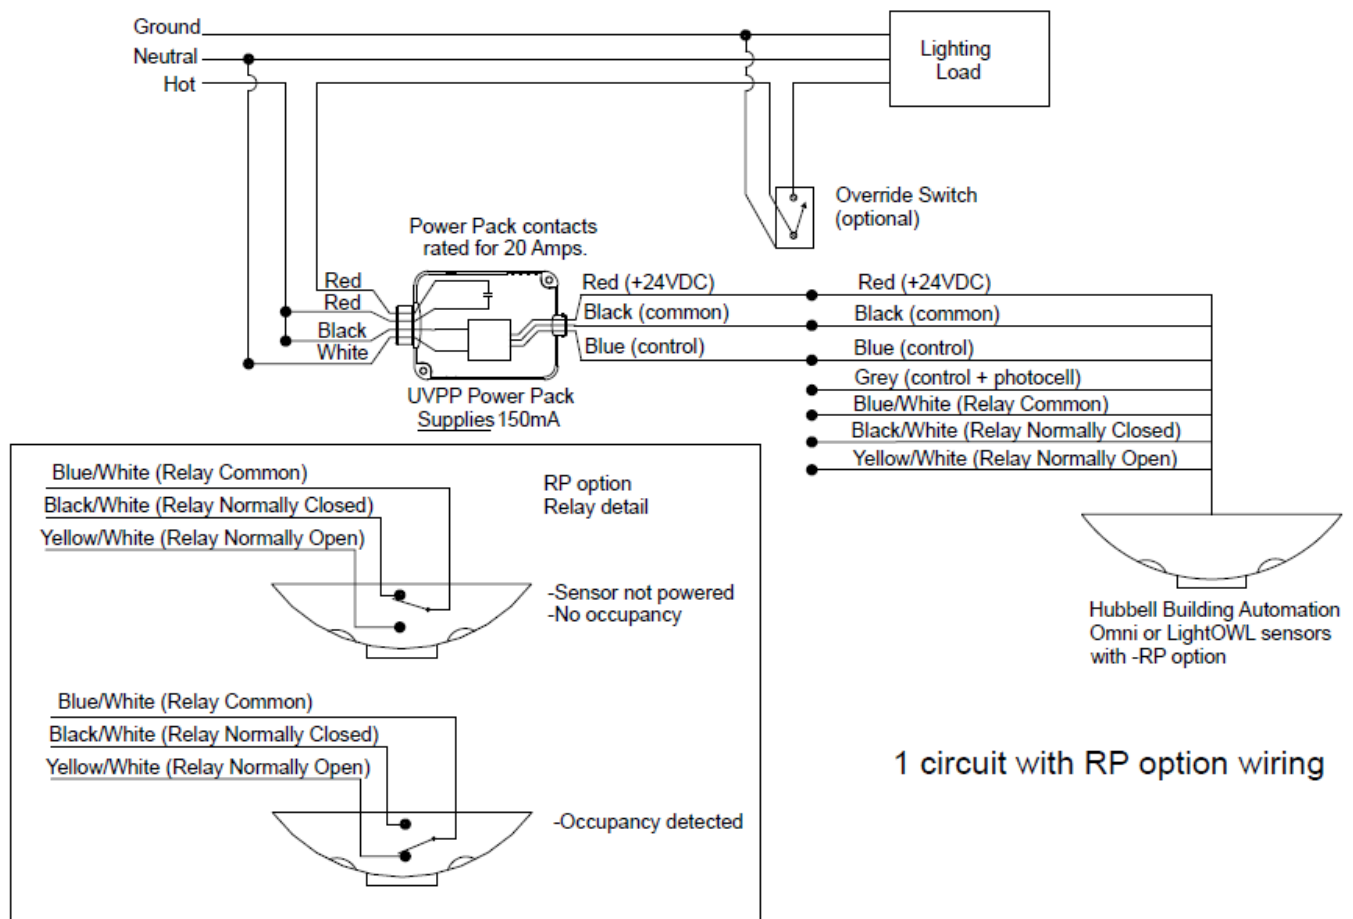 Ground
Neutral
Hot
Lighting
Load
Override Switch
(optional)
Power Pack contacts
rated for 20 Amps.
Red
Red
Black
White
Red (+24VDC)
Black (common)
Blue (control)
UVPP Power Pack
Supplies 150mA
Red (+24VDC)
Black (common)
Blue (control)
Grey (control + photocell)
Blue/White (Relay Common)
Black/White (Relay Normally Closed)
Yellow/White (Relay Normally Open)
Hubbell Building Automation
Omni or LightOWL sensors
with -RP option
1 circuit with RP option wiring
Blue/White (Relay Common)
Black/White (Relay Normally Closed)
Yellow/White (Relay Normally Open)
RP option
Relay detail
-Sensor not powered
-No occupancy
Blue/White (Relay Common)
Black/White (Relay Normally Closed)
Yellow/White (Relay Normally Open)
-Occupancy detected